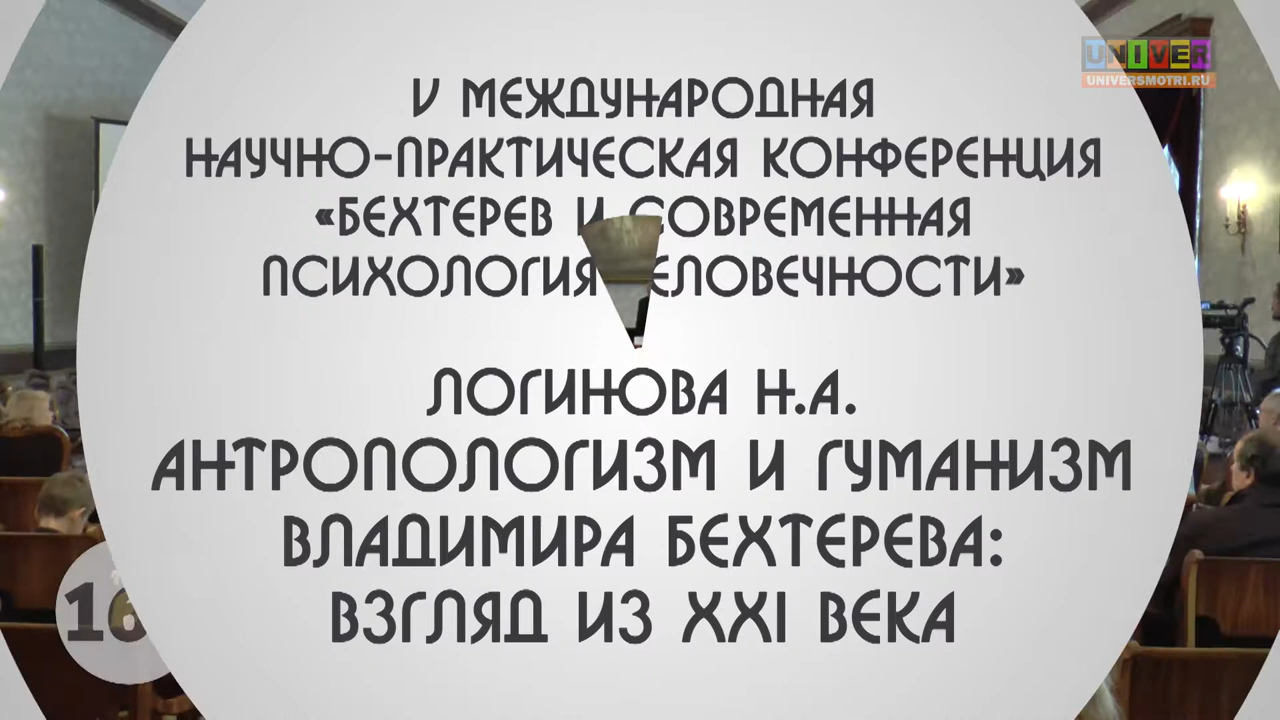 UNIVER
UNIVERSMOTRI.RU
V МЕЖДУНАРОДНАЯ
НАУЧНО-ПРАКТИЧЕСКАЯ КОНФЕРЕНЦИЯ
«БЕХТЕРЕВ И СОВРЕМЕННАЯ
ПСИХОЛОГИЯ ЧЕЛОВЕЧНОСТИ»
ЛОГИНОВА Н.А.
АНТРОПОЛОГИЗМ И ГУМАНИЗМ
ВЛАДИМИРА БЕХТЕРЕВА:
ВЗГЛЯД ИЗ XXI ВЕКА